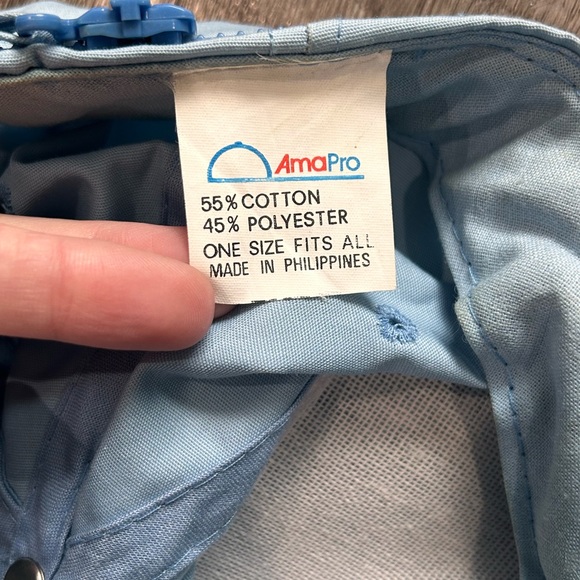 AmaPro
55% COTTON
45% POLYESTER
ONE SIZE FITS ALL
MADE IN PHILIPPINES